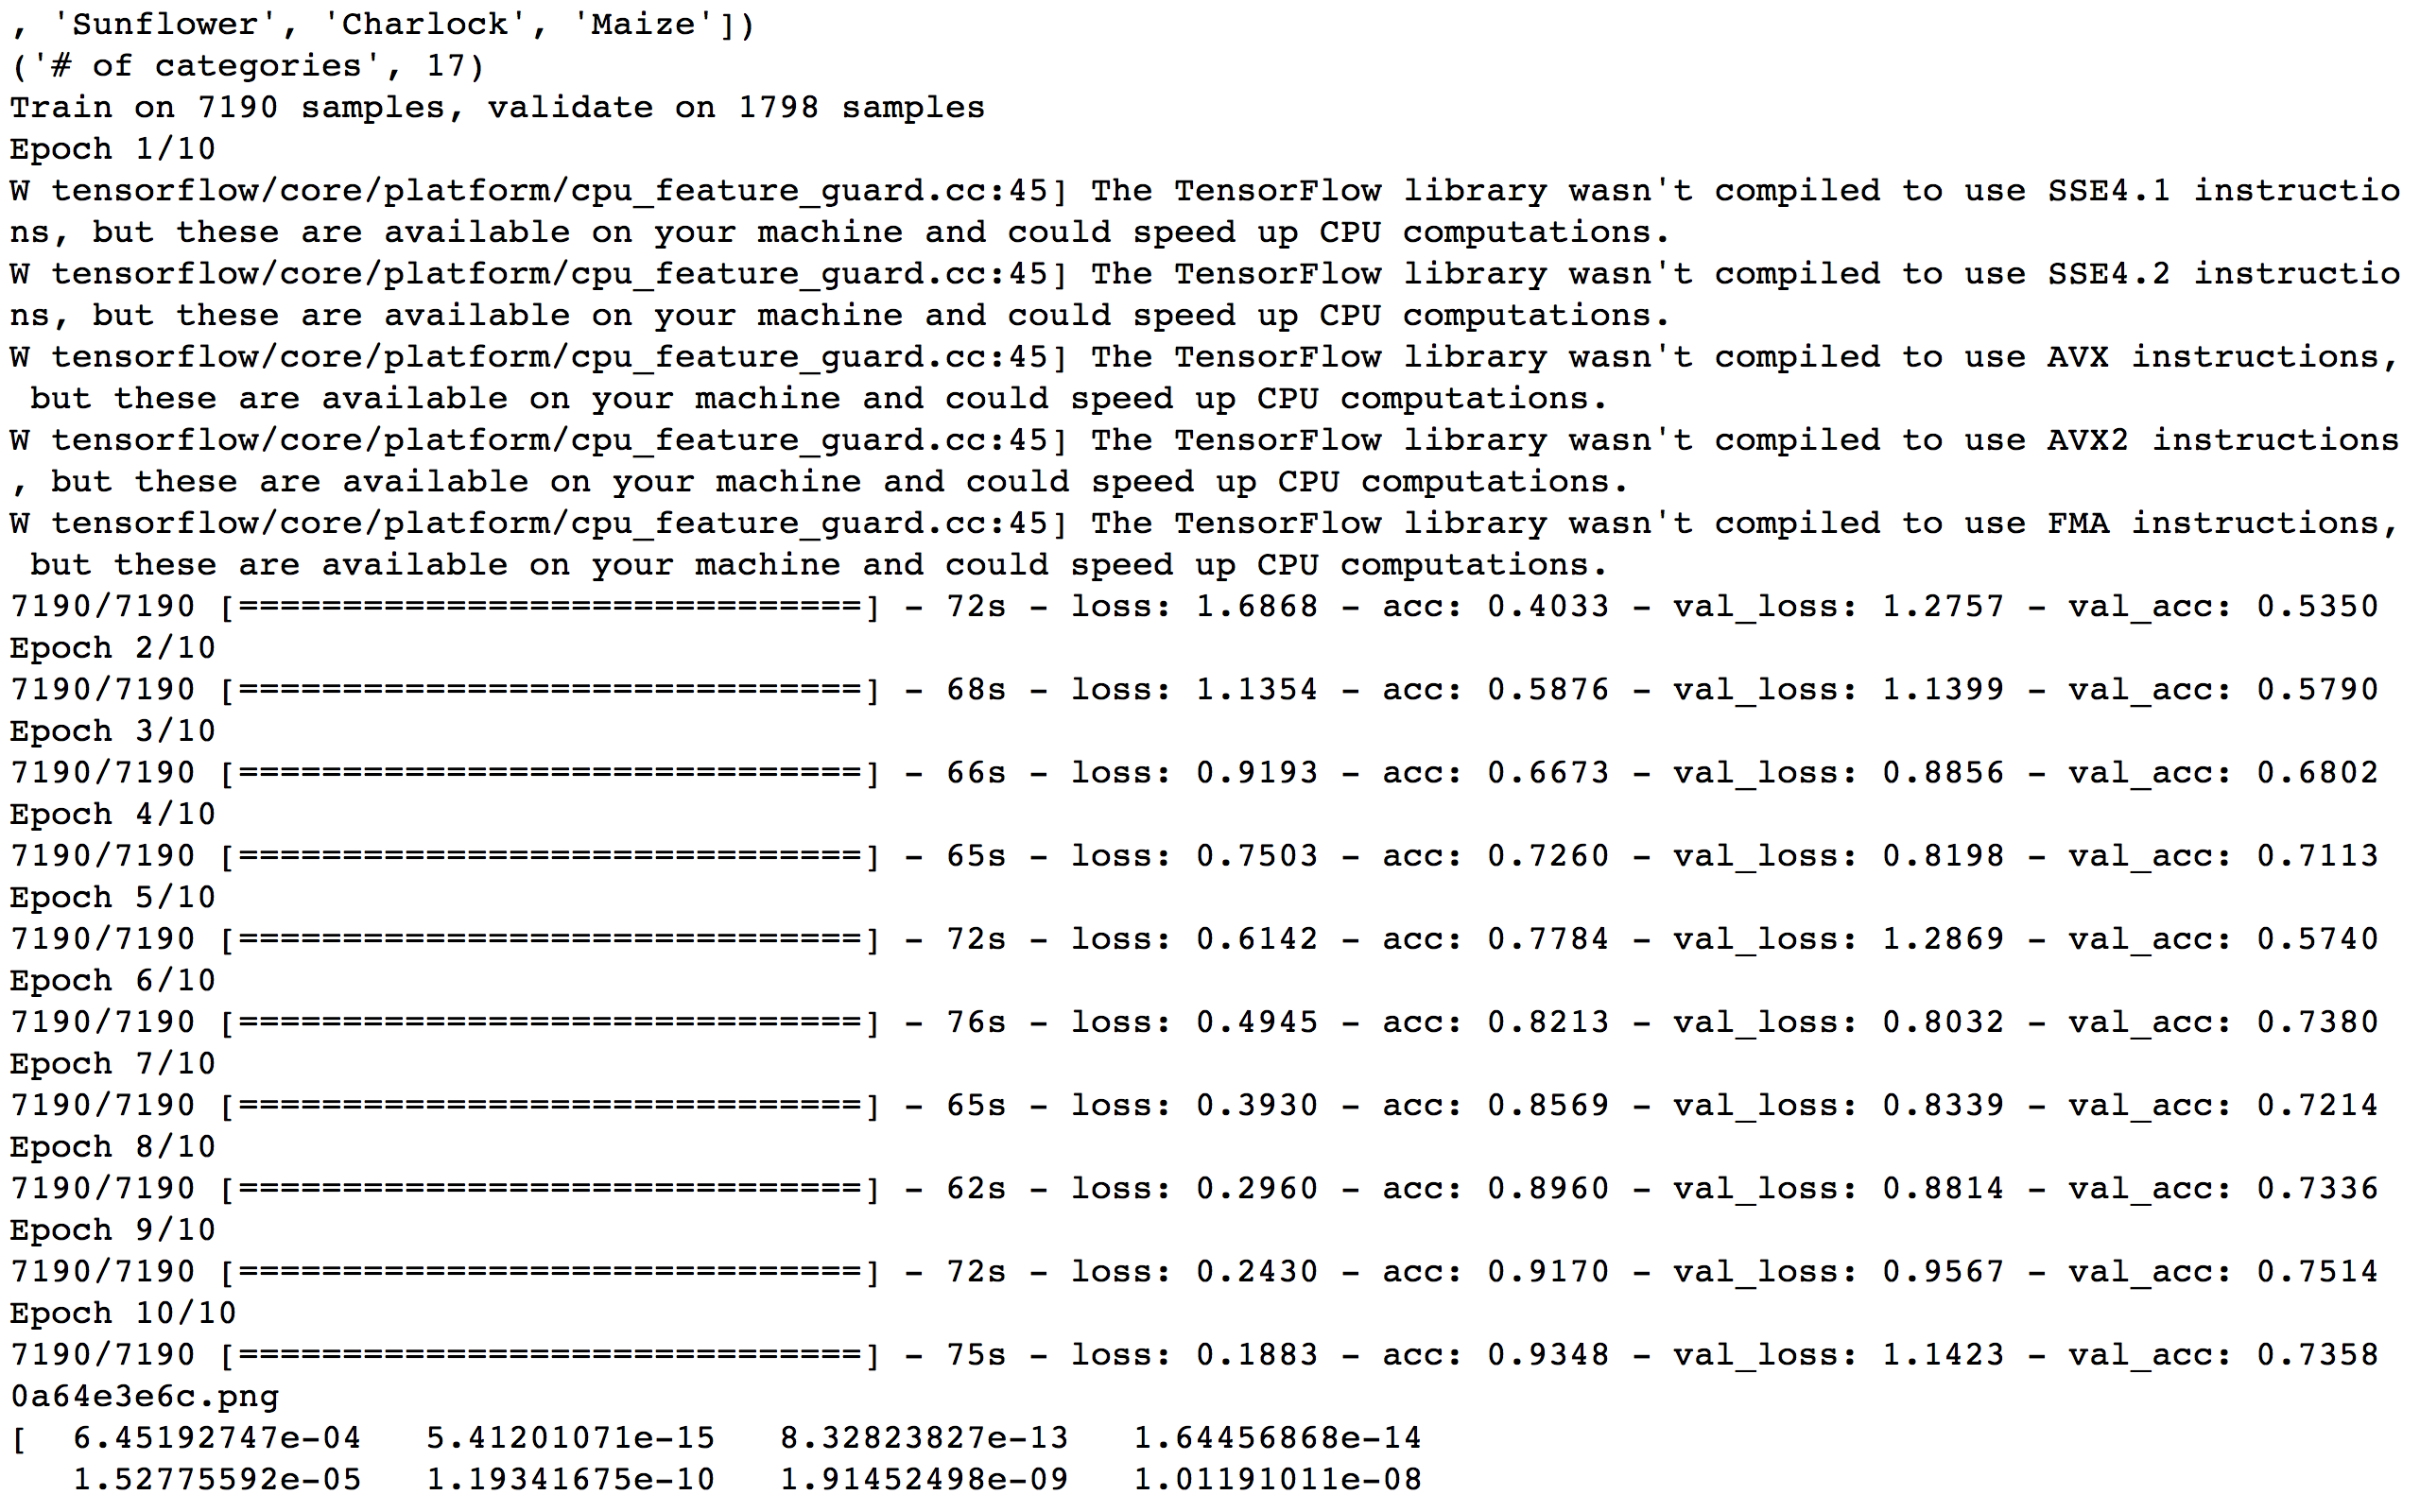 , 'Sunflower', 'Charlock', 'Maize'])
('# of categories', 17)
Train on 7190 samples, validate on 1798 samples
Epoch 1/10
W tensorflow/core/platform/cpu_feature_guard.cc:45] The TensorFlow library wasn't compiled to use SSE4.1 instructio
ns, but these are available on your machine and could speed up CPU computations.
W tensorflow/core/platform/cpu_feature_guard.cc:45] The TensorFlow library wasn't compiled to use SSE4.2 instructio
ns, but these are available on your machine and could speed up CPU computations.
W tensorflow/core/platform/cpu_feature_guard.cc:45] The TensorFlow library wasn't compiled to use AVX instructions,
 but these are available on your machine and could speed up CPU computations.
W tensorflow/core/platform/cpu_feature_guard.cc:45] The TensorFlow library wasn't compiled to use AVX2 instructions
, but these are available on your machine and could speed up CPU computations.
W tensorflow/core/platform/cpu_feature_guard.cc:45] The TensorFlow library wasn't compiled to use FMA instructions,
 but these are available on your machine and could speed up CPU computations.
7190/7190 [==============================] - 72s - loss: 1.6868 - acc: 0.4033 - val_loss: 1.2757 - val_acc: 0.5350
Epoch 2/10
7190/7190 [==============================] - 68s - loss: 1.1354 - acc: 0.5876 - val_loss: 1.1399 - val_acc: 0.5790
Epoch 3/10
7190/7190 [==============================] - 66s - loss: 0.9193 - acc: 0.6673 - val_loss: 0.8856 - val_acc: 0.6802
Epoch 4/10
7190/7190 [==============================] - 65s - loss: 0.7503 - acc: 0.7260 - val_loss: 0.8198 - val_acc: 0.7113
Epoch 5/10
7190/7190 [==============================] - 72s - loss: 0.6142 - acc: 0.7784 - val_loss: 1.2869 - val_acc: 0.5740
Epoch 6/10
7190/7190 [==============================] - 76s - loss: 0.4945 - acc: 0.8213 - val_loss: 0.8032 - val_acc: 0.7380
Epoch 7/10
7190/7190 [==============================] - 65s - loss: 0.3930 - acc: 0.8569 - val_loss: 0.8339 - val_acc: 0.7214
Epoch 8/10
7190/7190 [==============================] - 62s - loss: 0.2960 - acc: 0.8960 - val_loss: 0.8814 - val_acc: 0.7336
Epoch 9/10
7190/7190 [==============================] - 72s - loss: 0.2430 - acc: 0.9170 - val_loss: 0.9567 - val_acc: 0.7514
Epoch 10/10
7190/7190 [==============================] - 75s - loss: 0.1883 - acc: 0.9348 - val_loss: 1.1423 - val_acc: 0.7358
0a64e3e6c.png
[  6.45192747e-04   5.41201071e-15   8.32823827e-13   1.64456868e-14
   1.52775592e-05   1.19341675e-10   1.91452498e-09   1.01191011e-08